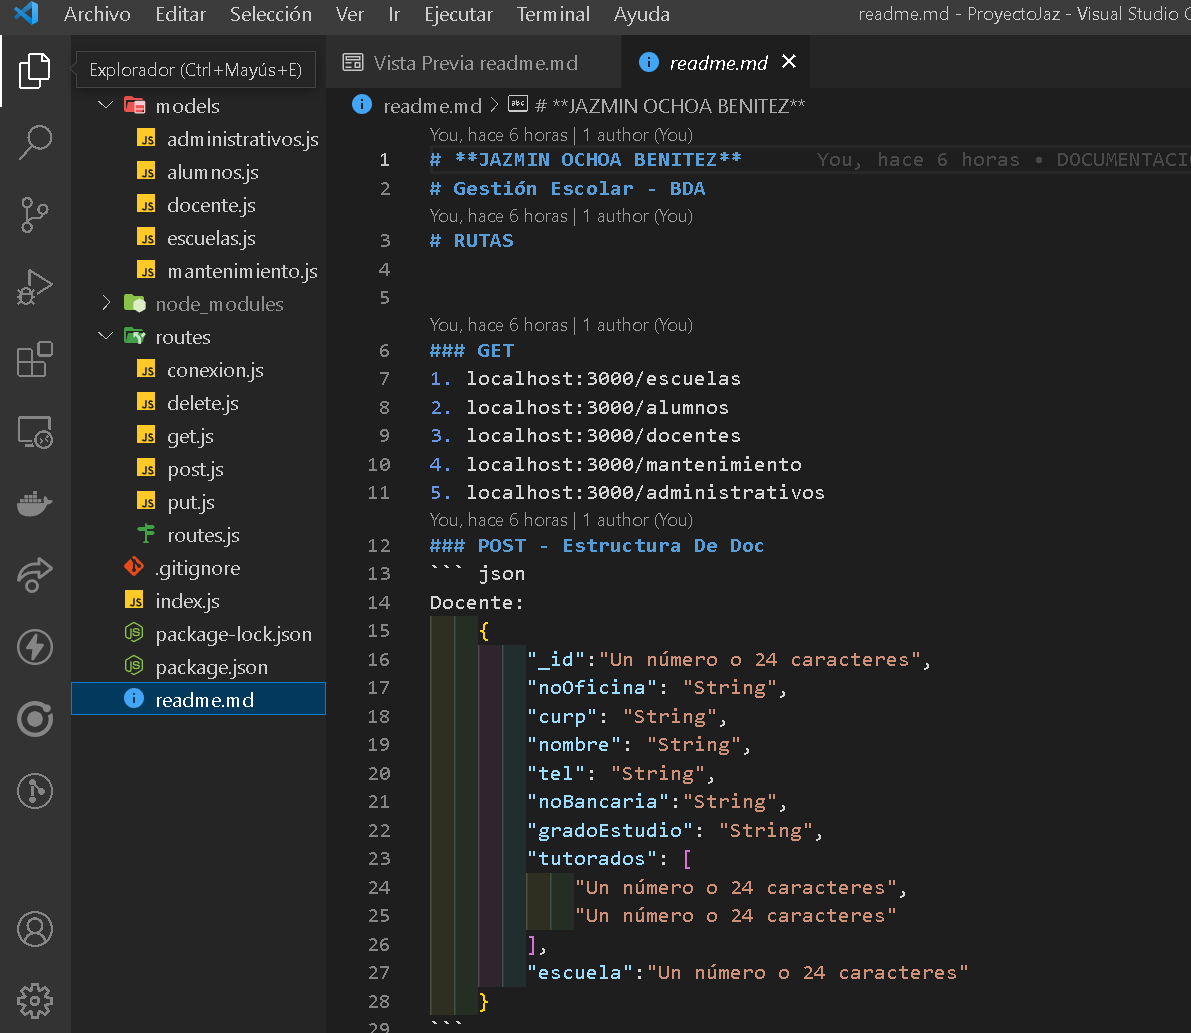 Archivo Editar Selección Ver Ir Ejecutar Terminal Ayuda readme.md - ProyectoJaz - Visual Studio C
Explorador (Ctrl+Mayús+E)
models
administrativos.js
alumnos.js
docente.js
escuelas.js
mantenimiento.js
node_modules
routes
conexion.js
delete.js
get.js
post.js
put.js
routes.js
.gitignore
index.js
package-lock.json
package.json
readme.md
Vista Previa readme.md
readme.md
readme.md > # **JAZMIN OCHOA BENITEZ**
You, hace 6 horas | 1 author (You)
1 # **JAZMIN OCHOA BENITEZ** You, hace 6 horas • DOCUMENTACI
2 # Gestión Escolar - BDA
You, hace 6 horas | 1 author (You)
3 # RUTAS
4
5
You, hace 6 horas | 1 author (You)
6 ### GET
7 1. localhost:3000/escuelas
8 2. localhost:3000/alumnos
9 3. localhost:3000/docentes
10 4. localhost:3000/mantenimiento
11 5. localhost:3000/administrativos
You, hace 6 horas | 1 author (You)
12 ### POST - Estructura De Doc
13 ``` json
14 Docente:
15 {
16 "_id":"Un número o 24 caracteres",
17 "noOficina": "String",
18 "curp": "String",
19 "nombre": "String",
20 "tel": "String",
21 "noBancaria":"String",
22 "gradoEstudio": "String",
23 "tutorados": [
24 "Un número o 24 caracteres",
25 "Un número o 24 caracteres"
26 ],
27 "escuela":"Un número o 24 caracteres"
28 }
29 ```